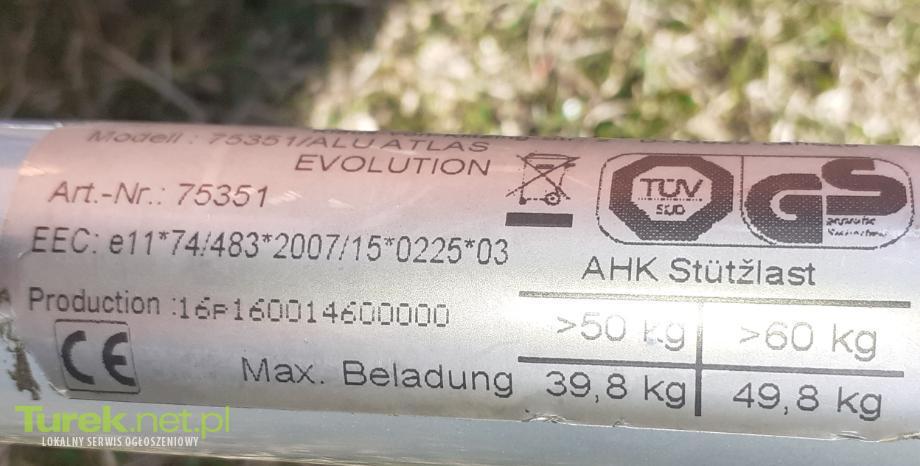 Modell : 75351/ALU ATLAS
EVOLUTION
Art.-Nr.: 75351
EEC: e11*74/483*2007/15*0225*03
Production :16P160014600000
CE
TÜV
SÜD
GS
geprüfte
Sicherheit
AHK Stützlast
>50 kg >60 kg
Max. Beladung 39,8 kg 49,8 kg
Turek.net.pl
LOKALNY SERWIS OGŁOSZENIOWY